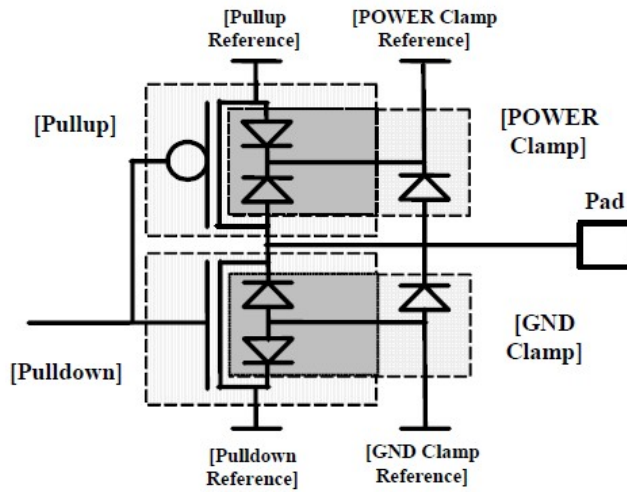 [Pullup
Reference]
[POWER Clamp
Reference]
[Pullup]
[POWER
Clamp]
Pad
[GND
Clamp]
[Pulldown]
[Pulldown
Reference]
[GND Clamp
Reference]